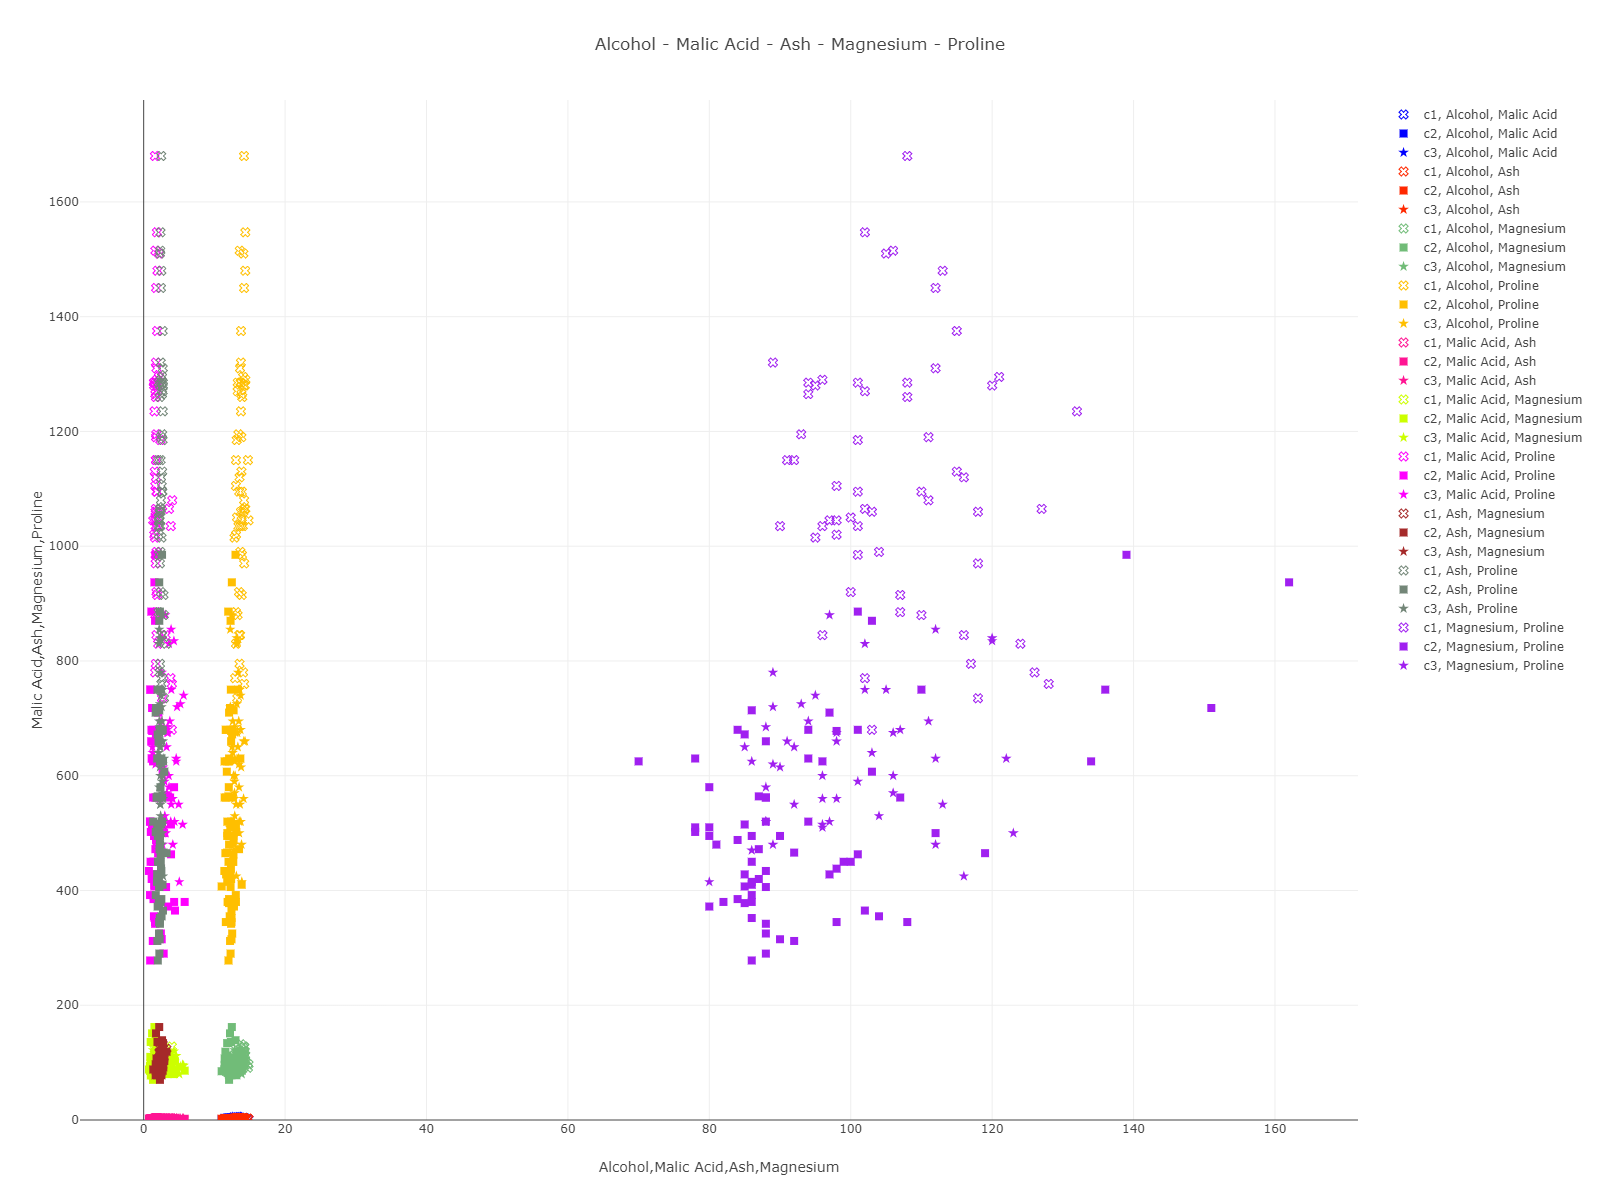 Alcohol - Malic Acid - Ash - Magnesium - Proline
Malic Acid,Ash,Magnesium,Proline
1600
1400
1200
1000
800
600
400
200
0
0 20 40 60 80 100 120 140 160
Alcohol,Malic Acid,Ash,Magnesium
c1, Alcohol, Malic Acid
c2, Alcohol, Malic Acid
c3, Alcohol, Malic Acid
c1, Alcohol, Ash
c2, Alcohol, Ash
c3, Alcohol, Ash
c1, Alcohol, Magnesium
c2, Alcohol, Magnesium
c3, Alcohol, Magnesium
c1, Alcohol, Proline
c2, Alcohol, Proline
c3, Alcohol, Proline
c1, Malic Acid, Ash
c2, Malic Acid, Ash
c3, Malic Acid, Ash
c1, Malic Acid, Magnesium
c2, Malic Acid, Magnesium
c3, Malic Acid, Magnesium
c1, Malic Acid, Proline
c2, Malic Acid, Proline
c3, Malic Acid, Proline
c1, Ash, Magnesium
c2, Ash, Magnesium
c3, Ash, Magnesium
c1, Ash, Proline
c2, Ash, Proline
c3, Ash, Proline
c1, Magnesium, Proline
c2, Magnesium, Proline
c3, Magnesium, Proline